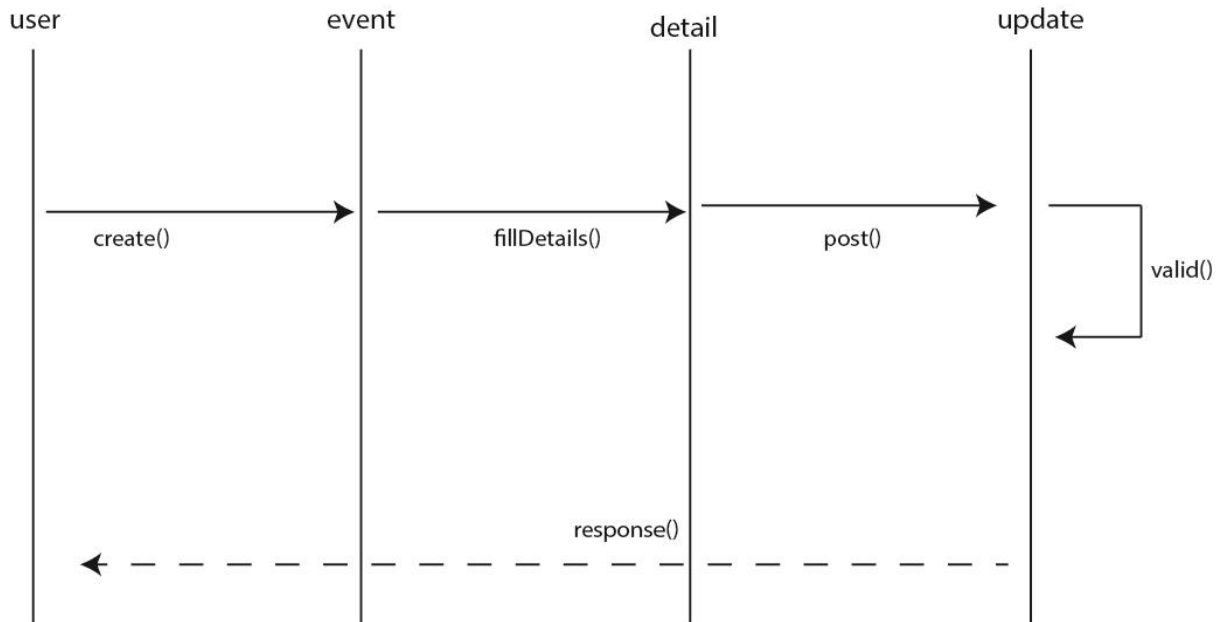 user
event
detail
update
create()
fillDetails()
post()
valid()
response()